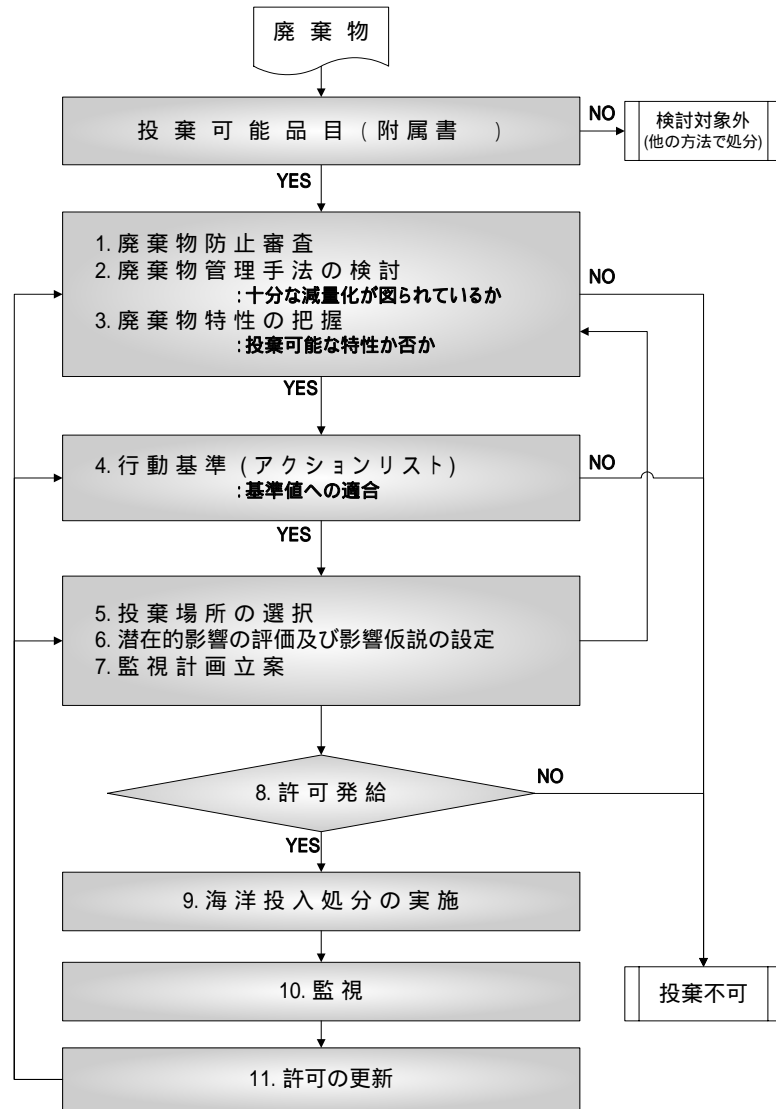 廃棄物
投棄可能品目(附属書　)
NO
検討対象外
(他の方法で処分)
YES
1. 廃棄物防止審査
2. 廃棄物管理手法の検討
:十分な減量化が図られているか
NO
3. 廃棄物特性の把握
:投棄可能な特性か否か
YES
4. 行動基準(アクションリスト)
NO
:基準値への適合
YES
5. 投棄場所の選択
6. 潜在的影響の評価及び影響仮説の設定
7. 監視計画立案
8. 許可発給
NO
YES
9. 海洋投入処分の実施
10. 監視
投棄不可
11. 許可の更新